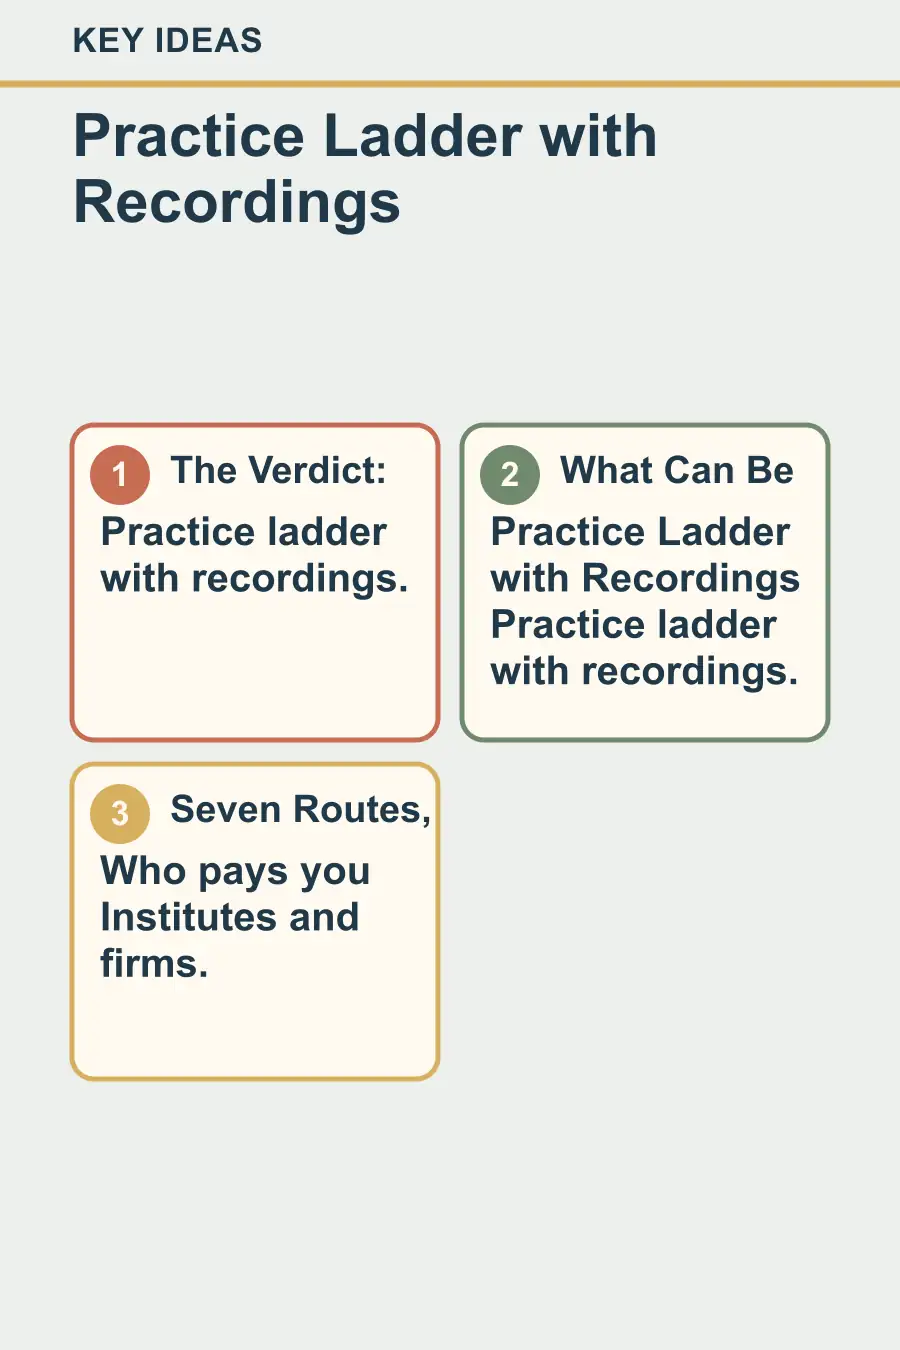 KEY IDEAS
Practice Ladder with
Recordings
1 The Verdict:
Practice ladder
with recordings.
2 What Can Be
Practice Ladder
with Recordings
Practice ladder
with recordings.
3 Seven Routes,
Who pays you
Institutes and
firms.